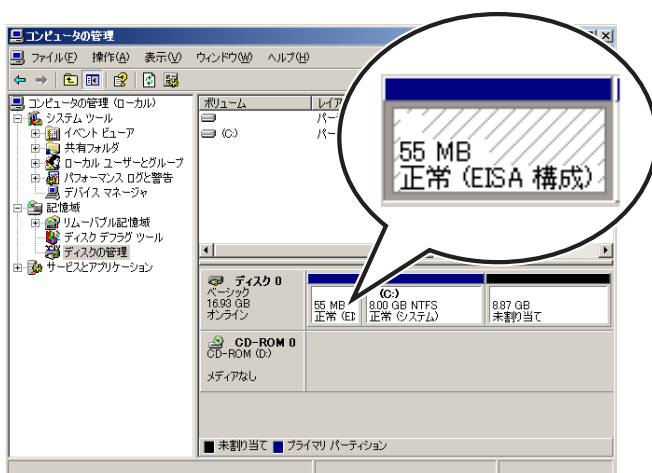 コンピュータの管理
ファイル(F) 操作(A) 表示(V) ウィンドウ(W) ヘルプ(H)
コンピュータの管理 (ローカル)
システム ツール
イベント ビューア
共有フォルダ
ローカル ユーザーとグループ
パフォーマンス ログと警告
デバイス マネージャ
記憶域
リムーバブル記憶域
ディスク デフラグ ツール
ディスクの管理
サービスとアプリケーション
ボリューム
(C:)
55 MB
正常 (EISA 構成)
ディスク 0
ベーシック
16.93 GB
オンライン
55 MB
正常 (EI
(C:)
8.00 GB NTFS
正常 (システム)
8.87 GB
未割り当て
CD-ROM 0
CD-ROM (D:)
メディアなし
未割り当て プライマリ パーティション